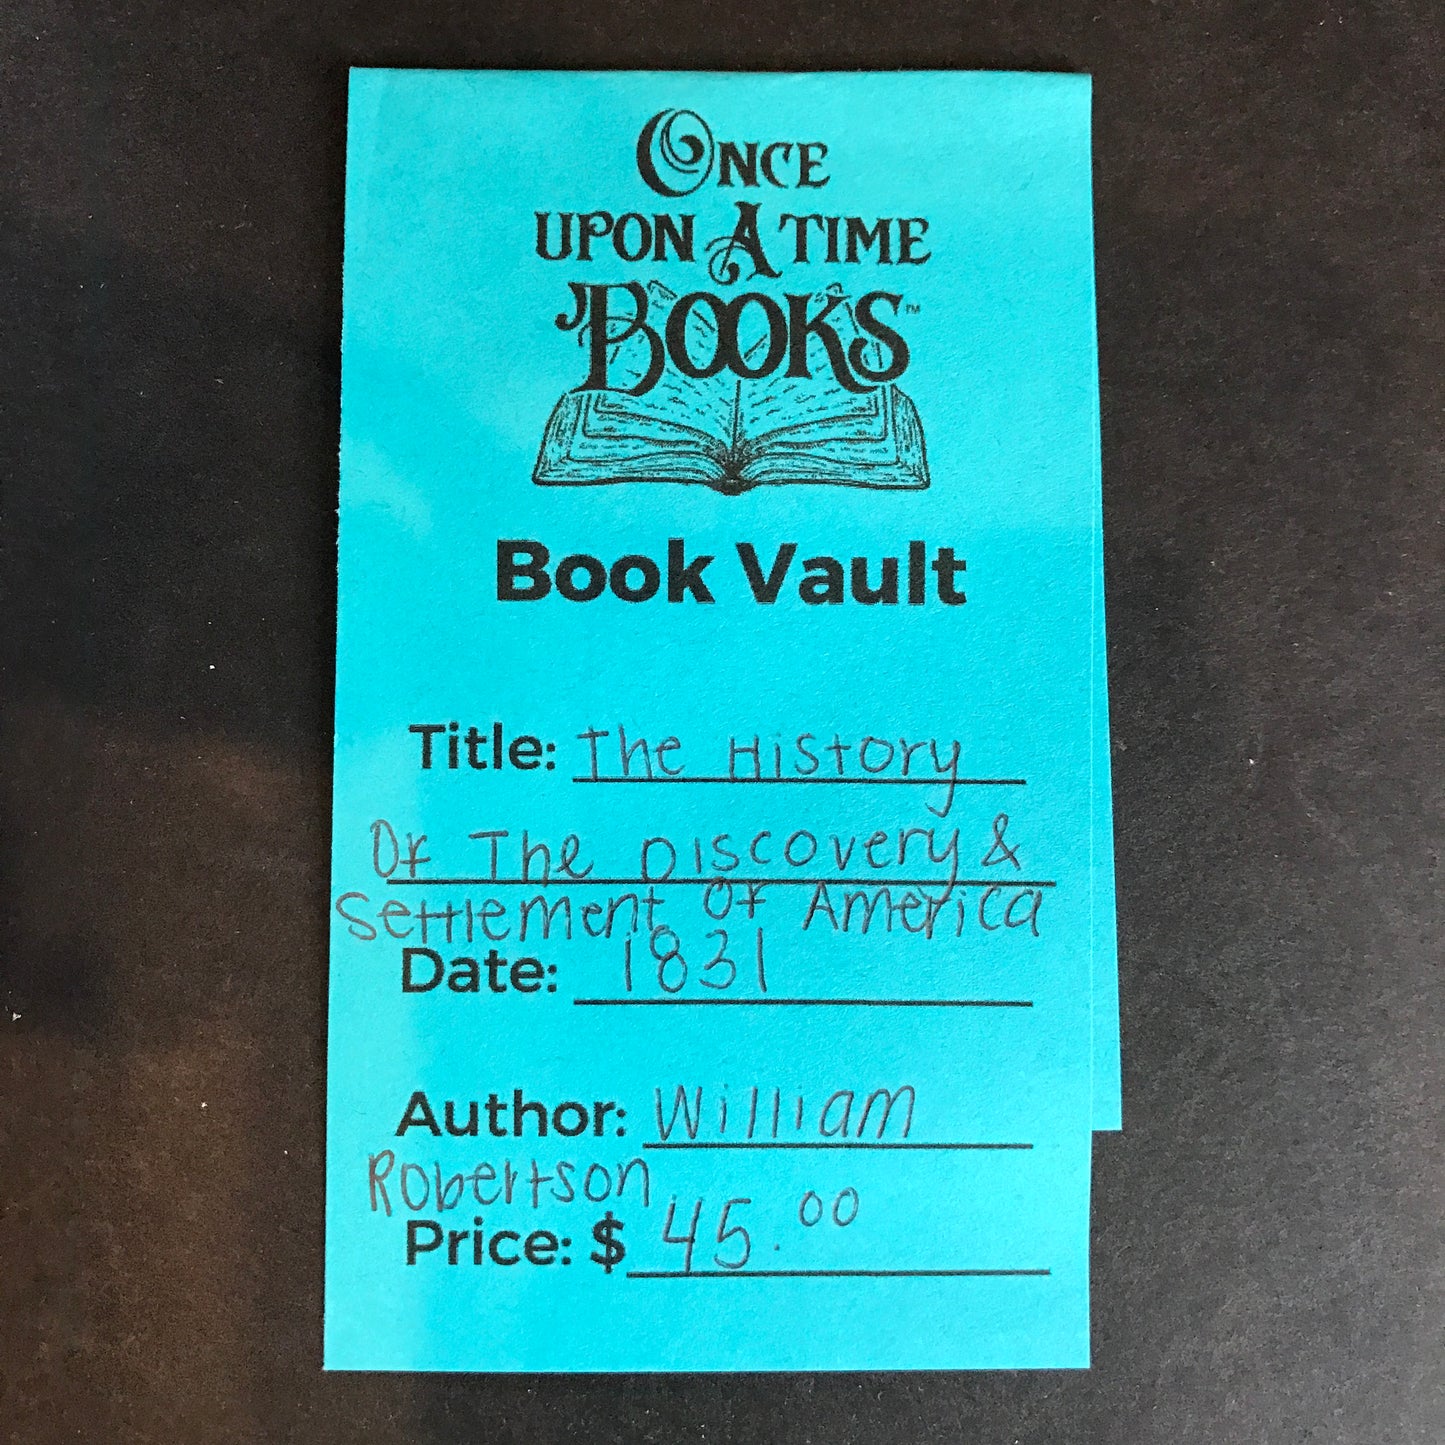 ONCE
UPON A TIME
BOOKS™
Book Vault
Title: The History
Of The Discovery &
Settlement Of America
Date: 1831
Author: William
Robertson
Price: $ 45.00